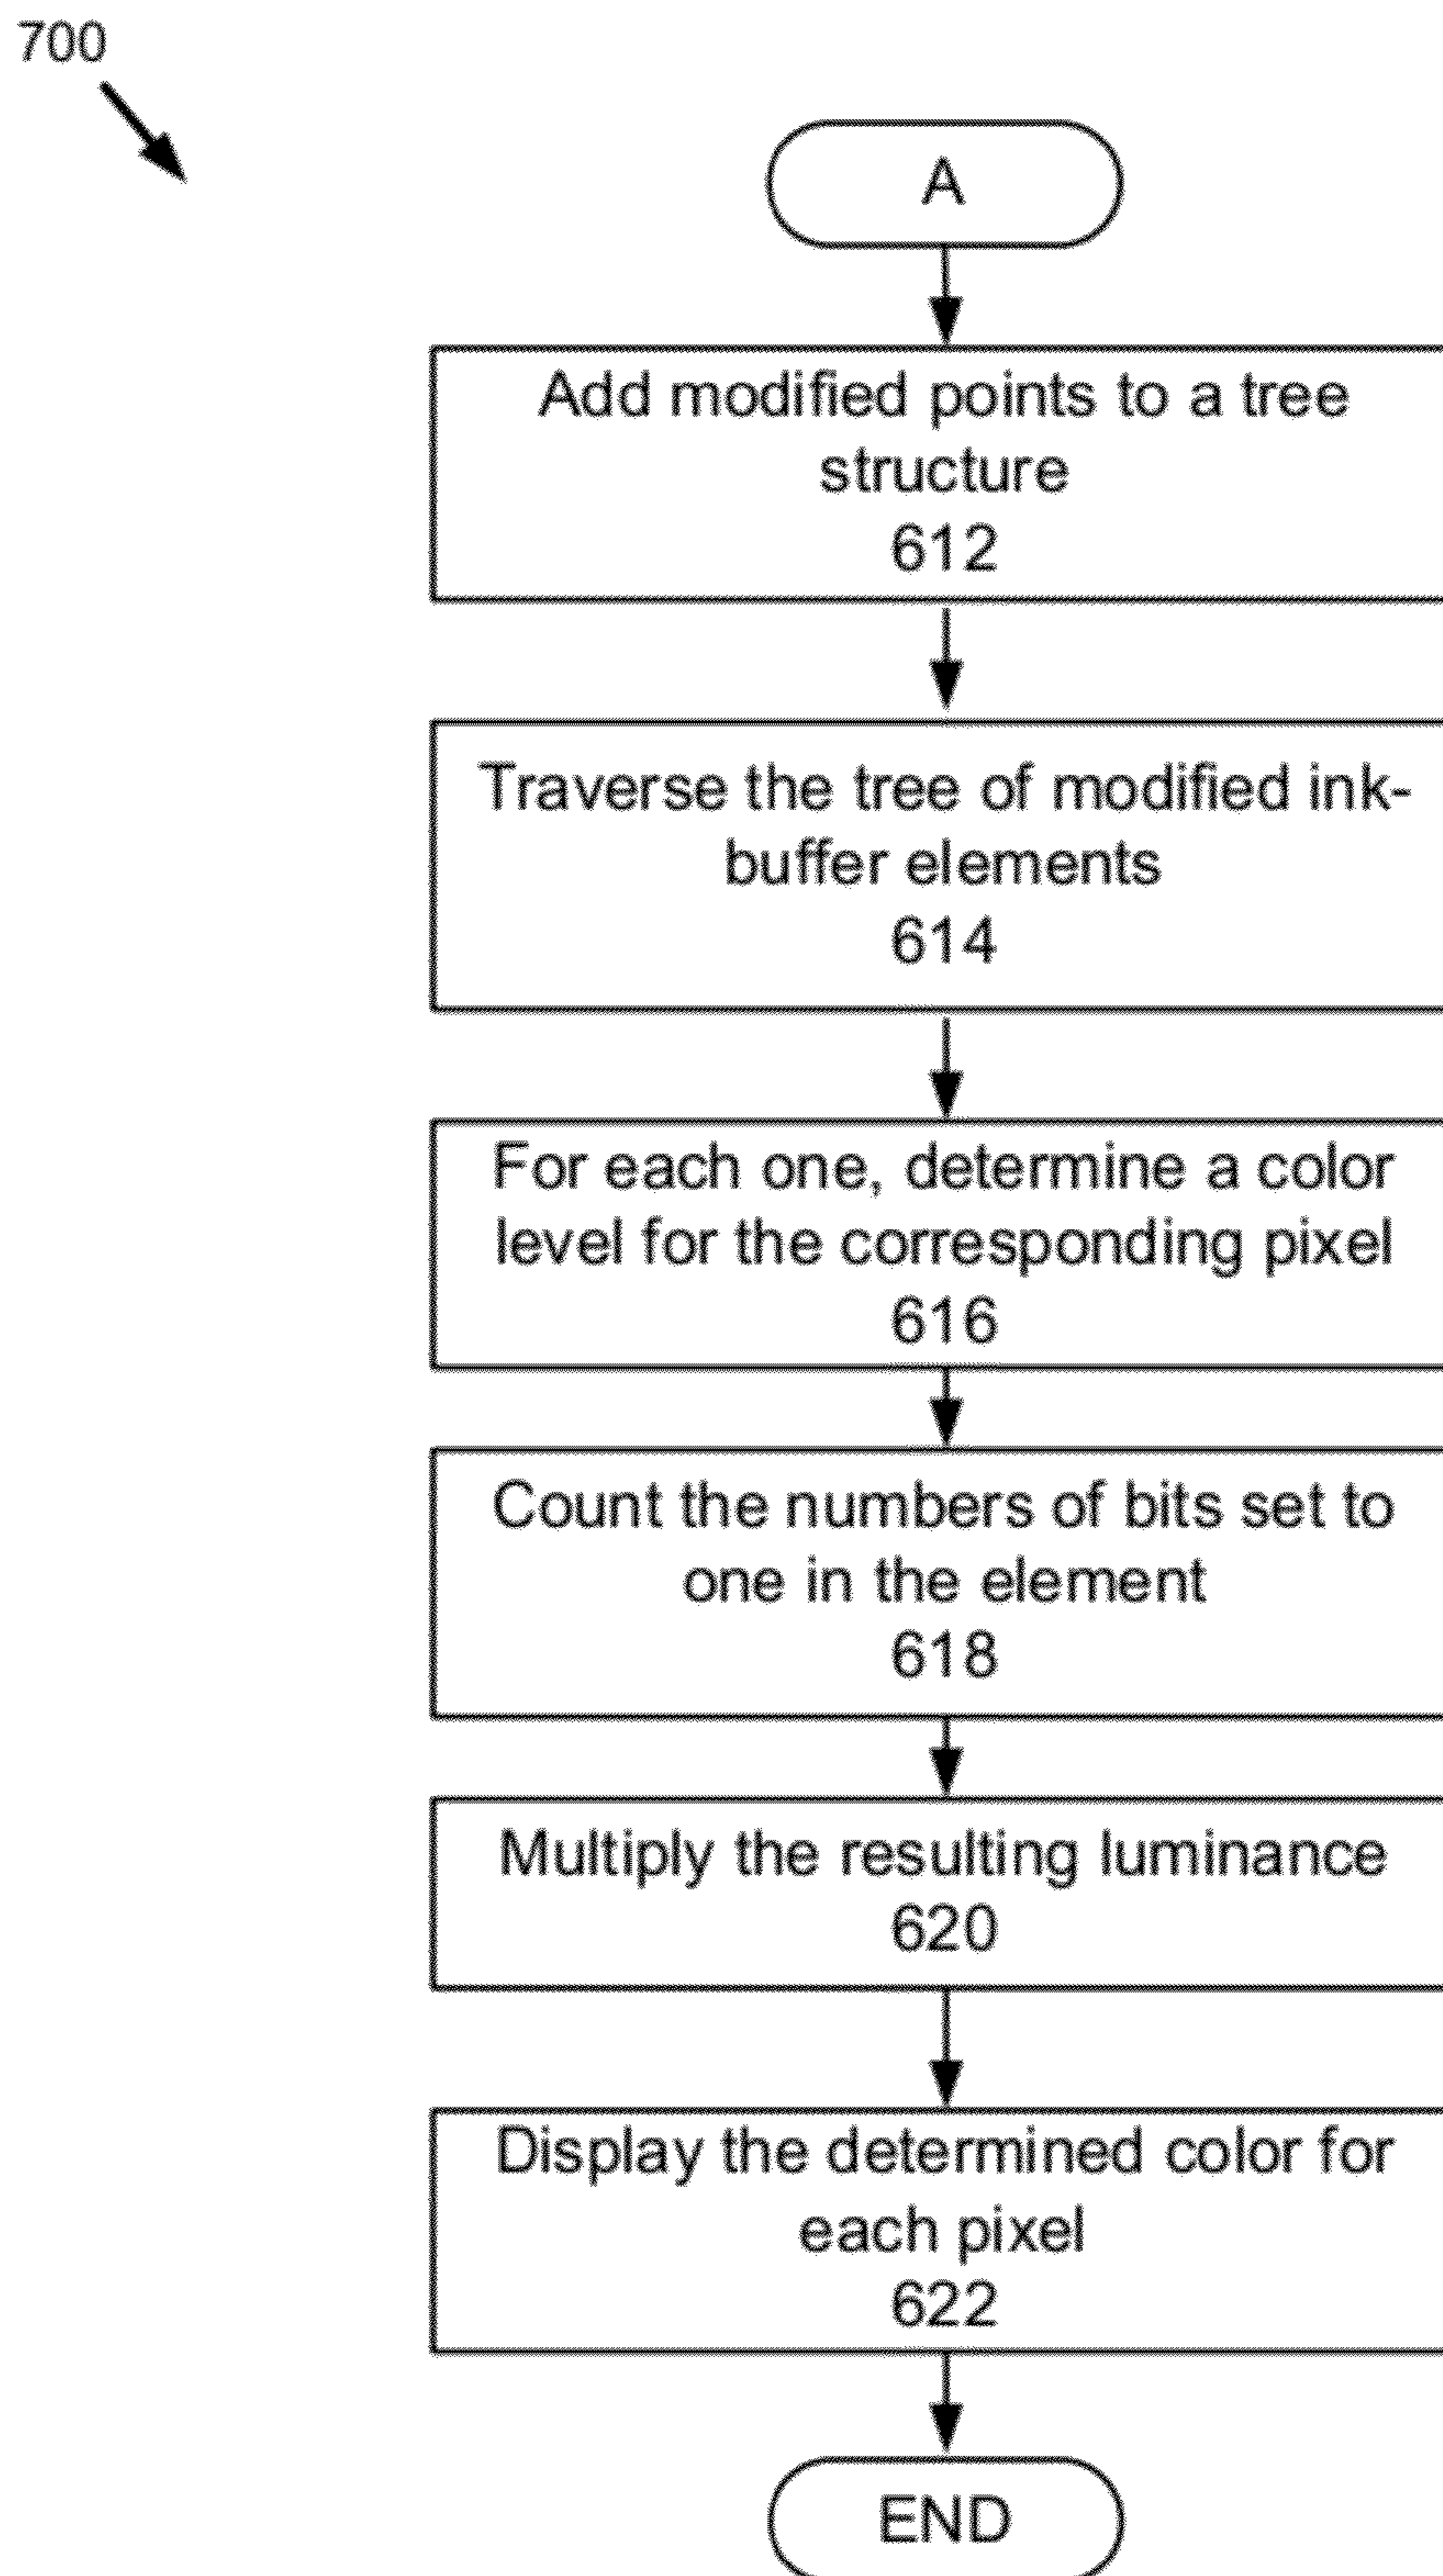 700
A
Add modified points to a tree
structure
612
Traverse the tree of modified ink-
buffer elements
614
For each one, determine a color
level for the corresponding pixel
616
Count the numbers of bits set to
one in the element
618
Multiply the resulting luminance
620
Display the determined color for
each pixel
622
END